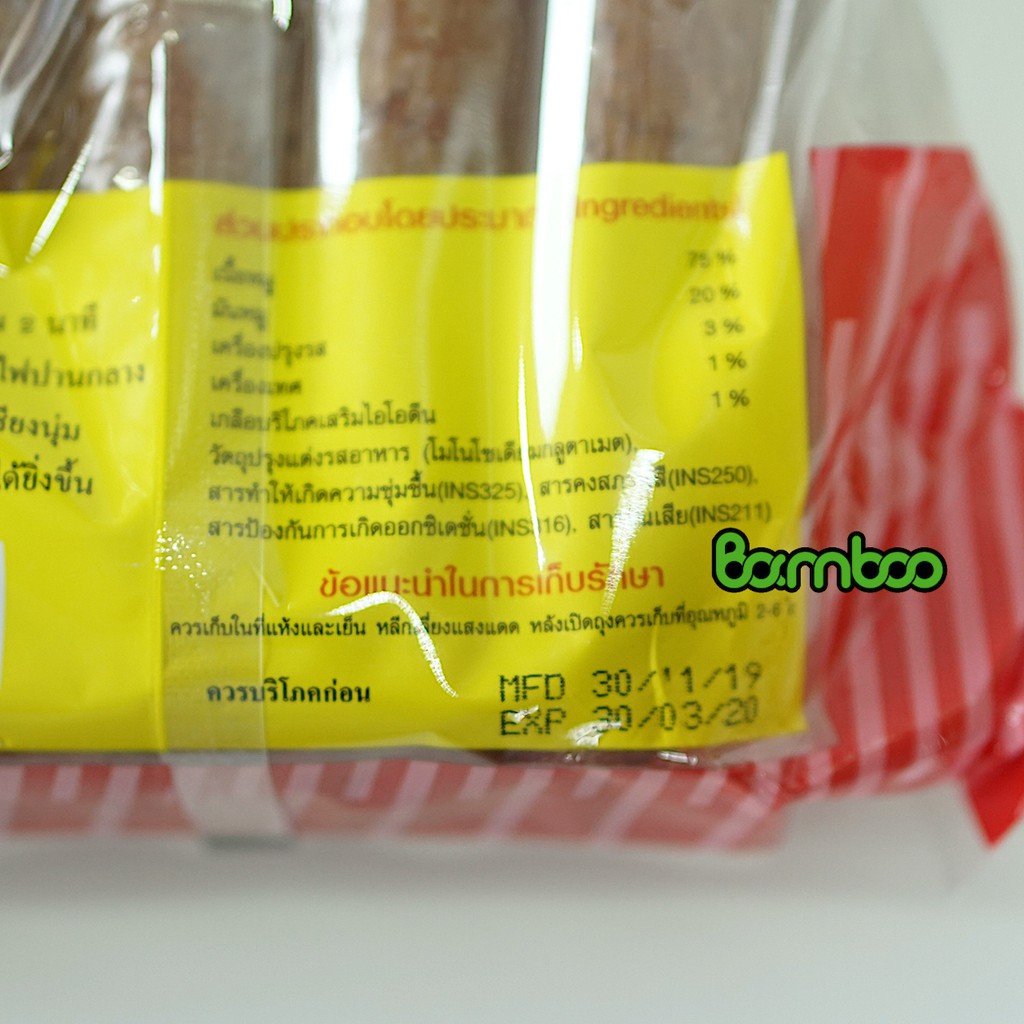 ส่วนประกอบโดยประมาณ Ingredients
เนื้อหมู 75 %
มันหมู 20 %
เครื่องปรุงรส 3 %
เครื่องเทศ 1 %
เกลือบริโภคเสริมไอโอดีน 1 %
วัตถุปรุงแต่งรสอาหาร (โมโนโซเดียมกลูตาเมต),
สารทำให้เกิดความชุ่มชื้น(INS325), สารคงสภาพสี(INS250),
สารป้องกันการเกิดออกซิเดชั่น(INS316), สารกันเสีย(INS211)
ข้อแนะนำในการเก็บรักษา
ควรเก็บในที่แห้งและเย็น หลีกเลี่ยงแสงแดด หลังเปิดถุงควรเก็บที่อุณหภูมิ 2-6
ควรบริโภคก่อน MFD 30/11/19
EXP 30/03/20
2 นาที
ไฟปานกลาง
นุ่ม
ได้ยิ่งขึ้น
Bamboo